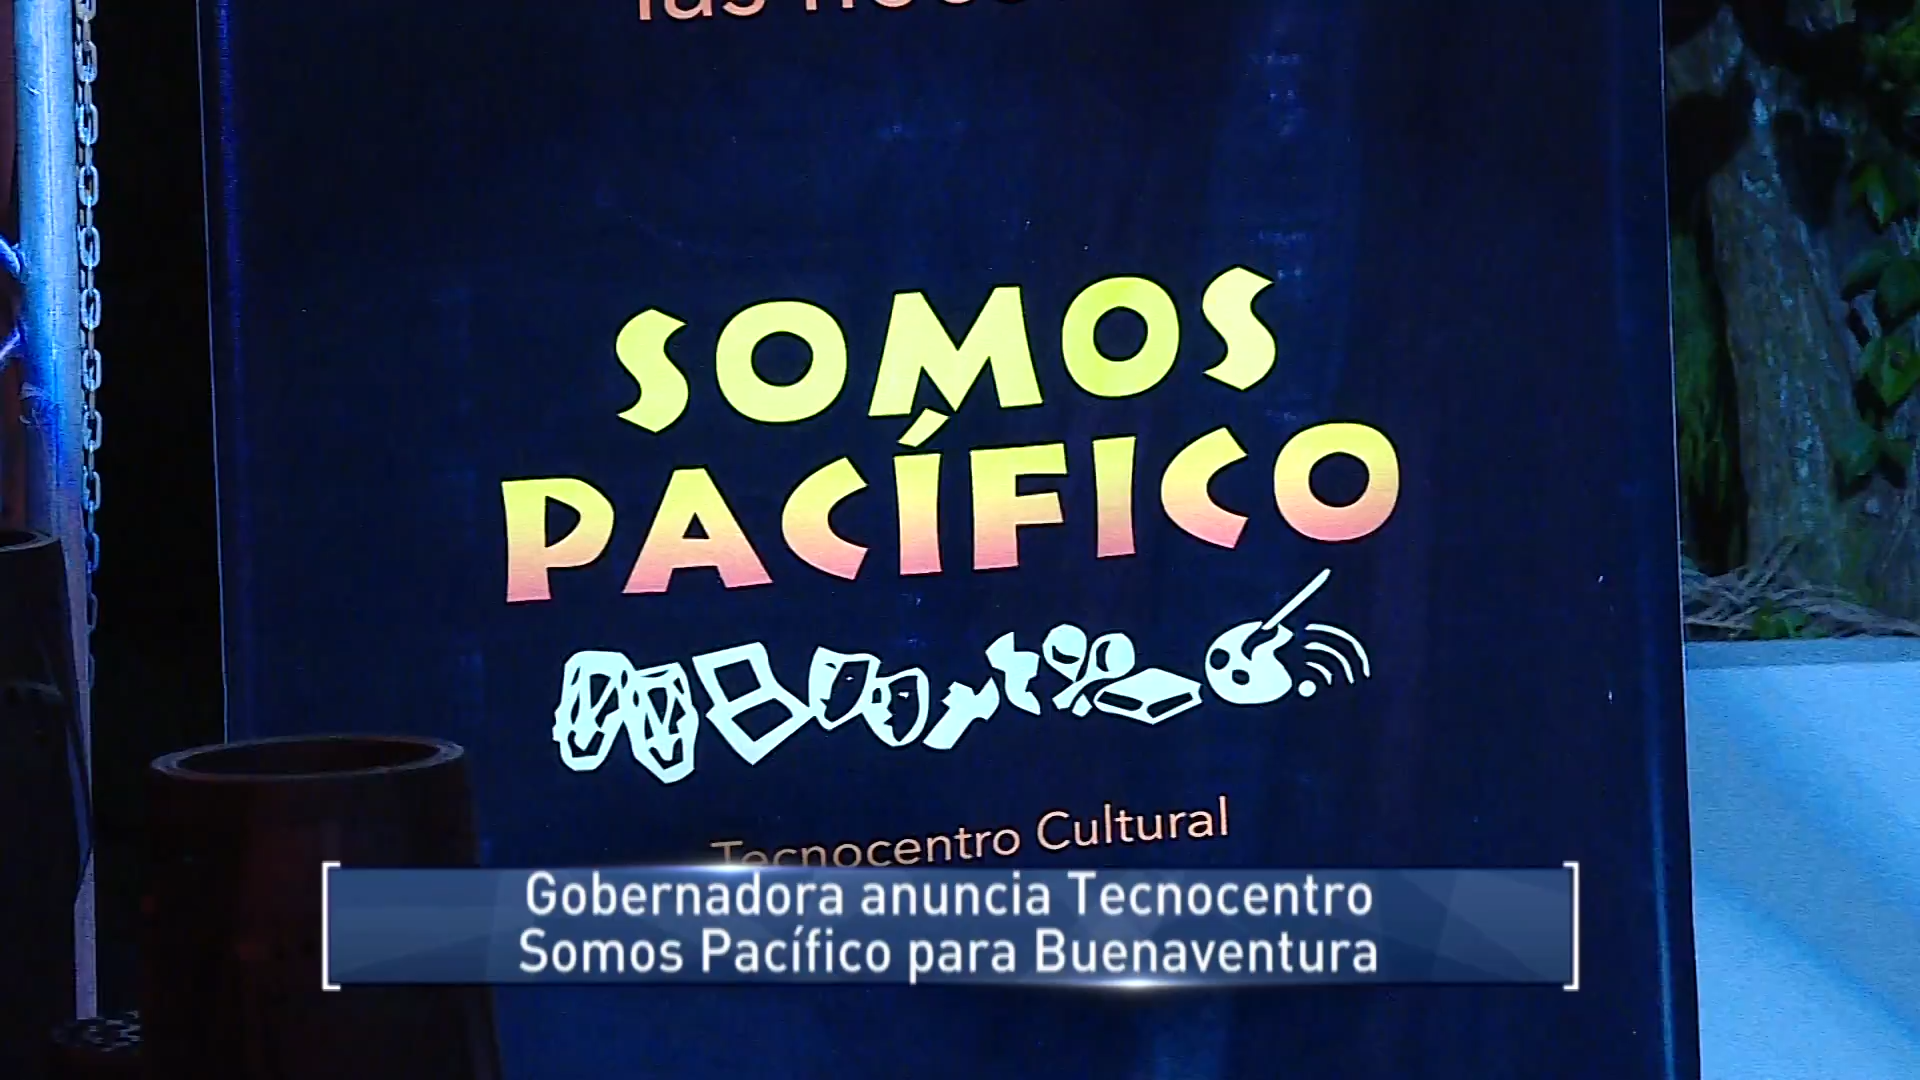 SOMOS
PACÍFICO
Tecnocentro Cultural
Gobernadora anuncia Tecnocentro
Somos Pacífico para Buenaventura